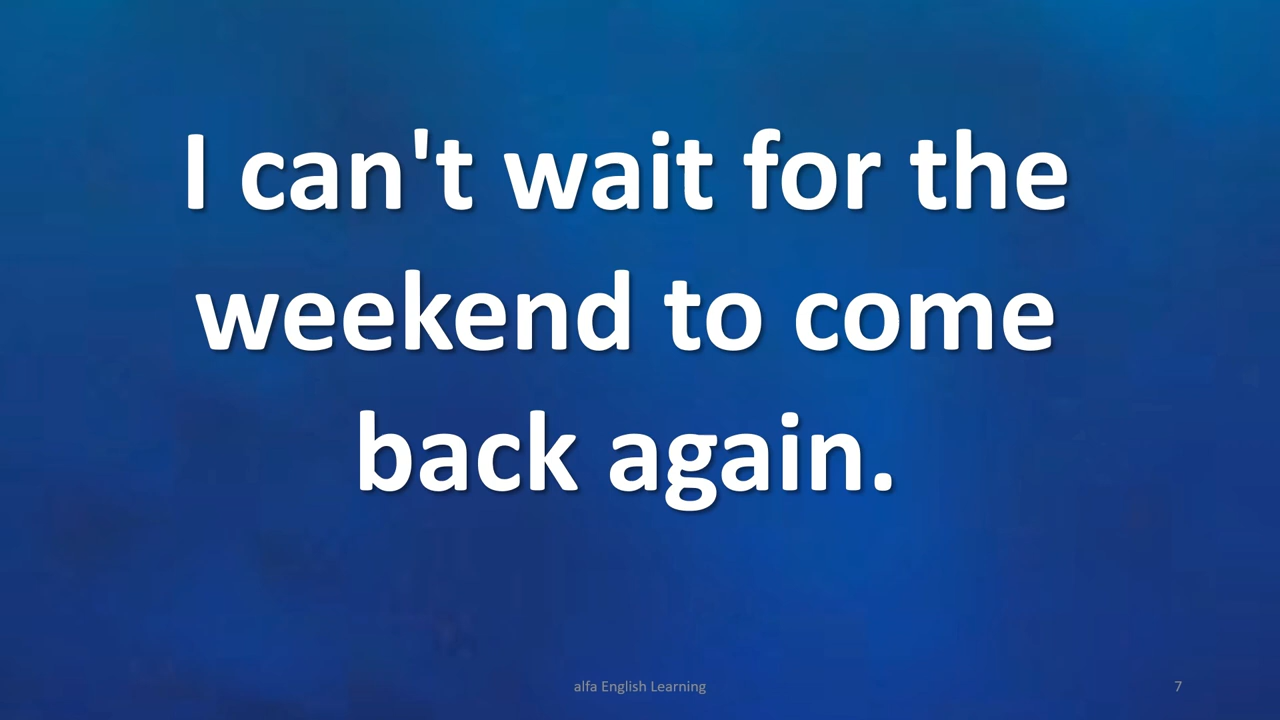 I can't wait for the
weekend to come
back again.
alfa English Learning
7